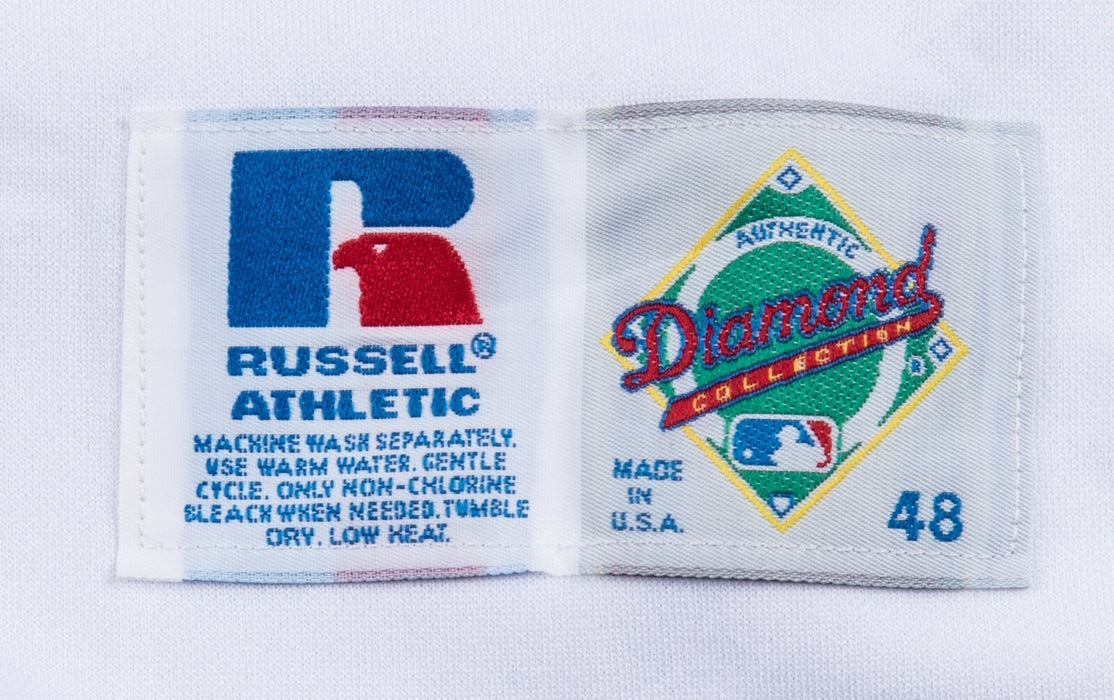 RUSSELL®
ATHLETIC
MACHINE WASH SEPARATELY.
USE WARM WATER. GENTLE
CYCLE. ONLY NON-CHLORINE
BLEACH WHEN NEEDED. TUMBLE
DRY. LOW HEAT.
AUTHENTIC
Diamond
COLLECTION
®
MADE
IN
U.S.A.
48